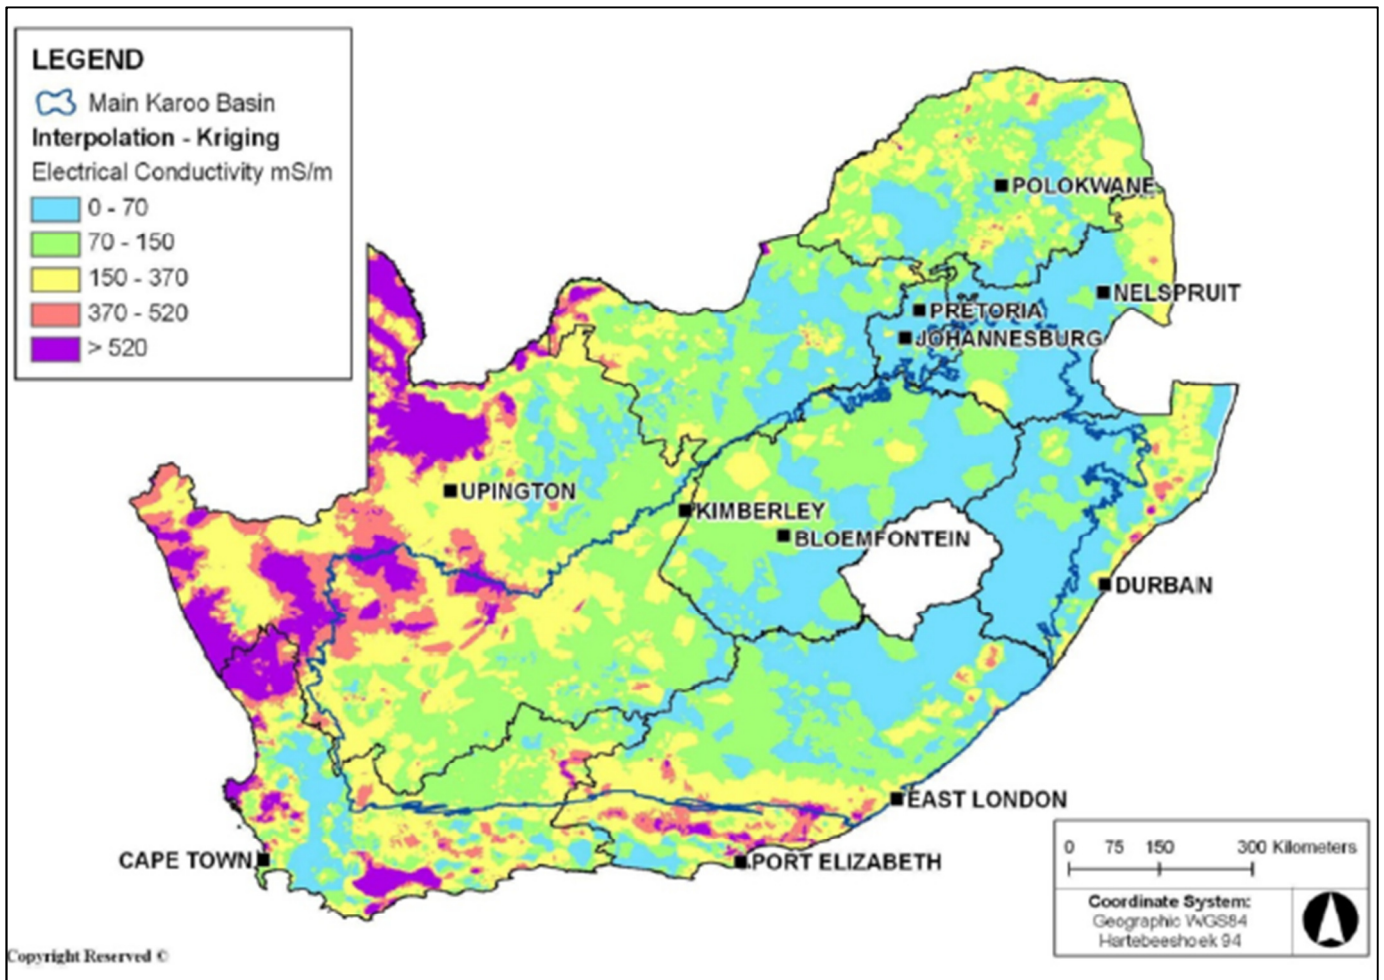 LEGEND
Main Karoo Basin
Interpolation - Kriging
Electrical Conductivity mS/m
0 - 70
70 - 150
150 - 370
370 - 520
> 520
POLOKWANE
NELSPRUIT
PRETORIA
JOHANNESBURG
UPINGTON
KIMBERLEY
BLOEMFONTEIN
DURBAN
EAST LONDON
CAPE TOWN
PORT ELIZABETH
0 75 150 300 Kilometers
Coordinate System:
Geographic WGS84
Hartebeeshoek 94
Copyright Reserved ©